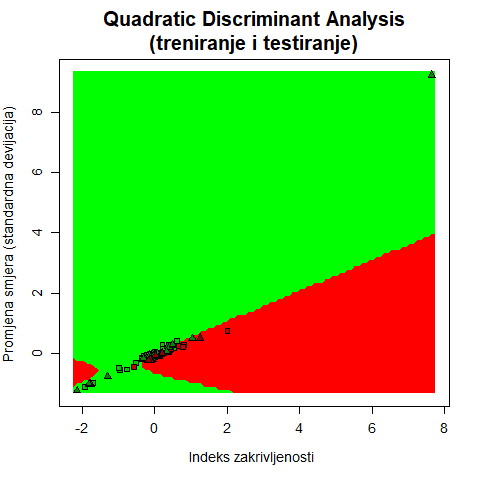 Quadratic Discriminant Analysis
(treniranje i testiranje)
Promjena smjera (standardna devijacija)
8
6
4
2
0
-2
0
2
4
6
8
Indeks zakrivljenosti